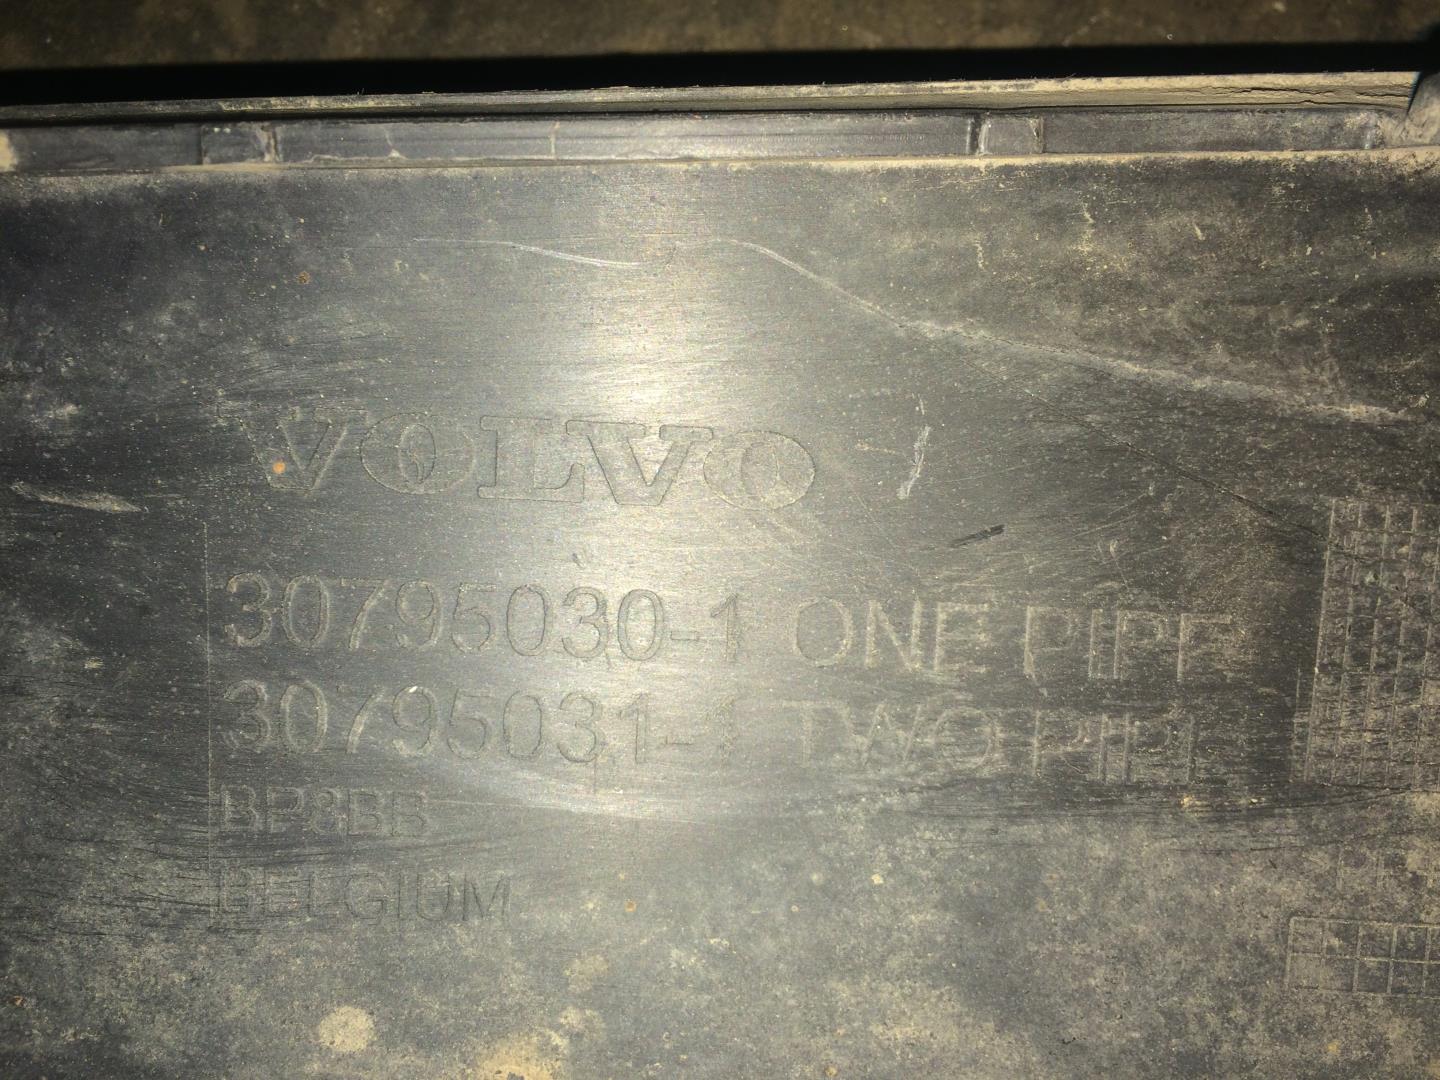 VOLVO
30795030-1 ONE PIPE
30795031-1 TWO PIPE
BP8BB
BELGIUM